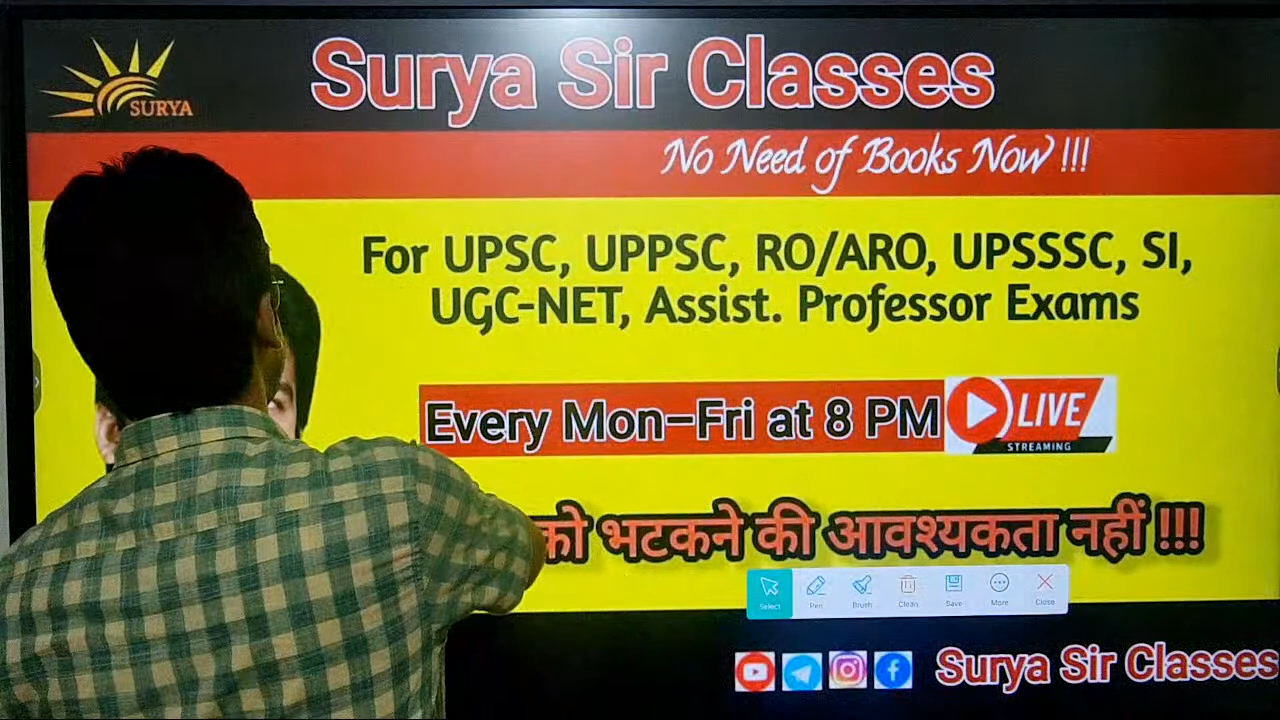 SURYA
Surya Sir Classes
No Need of Books Now !!!
For UPSC, UPPSC, RO/ARO, UPSSSC, SI,
UGC-NET, Assist. Professor Exams
Every Mon–Fri at 8 PM
LIVE
STREAMING
को भटकने की आवश्यकता नहीं !!!
Select Pen Brush Clean Save More Close
Surya Sir Classes